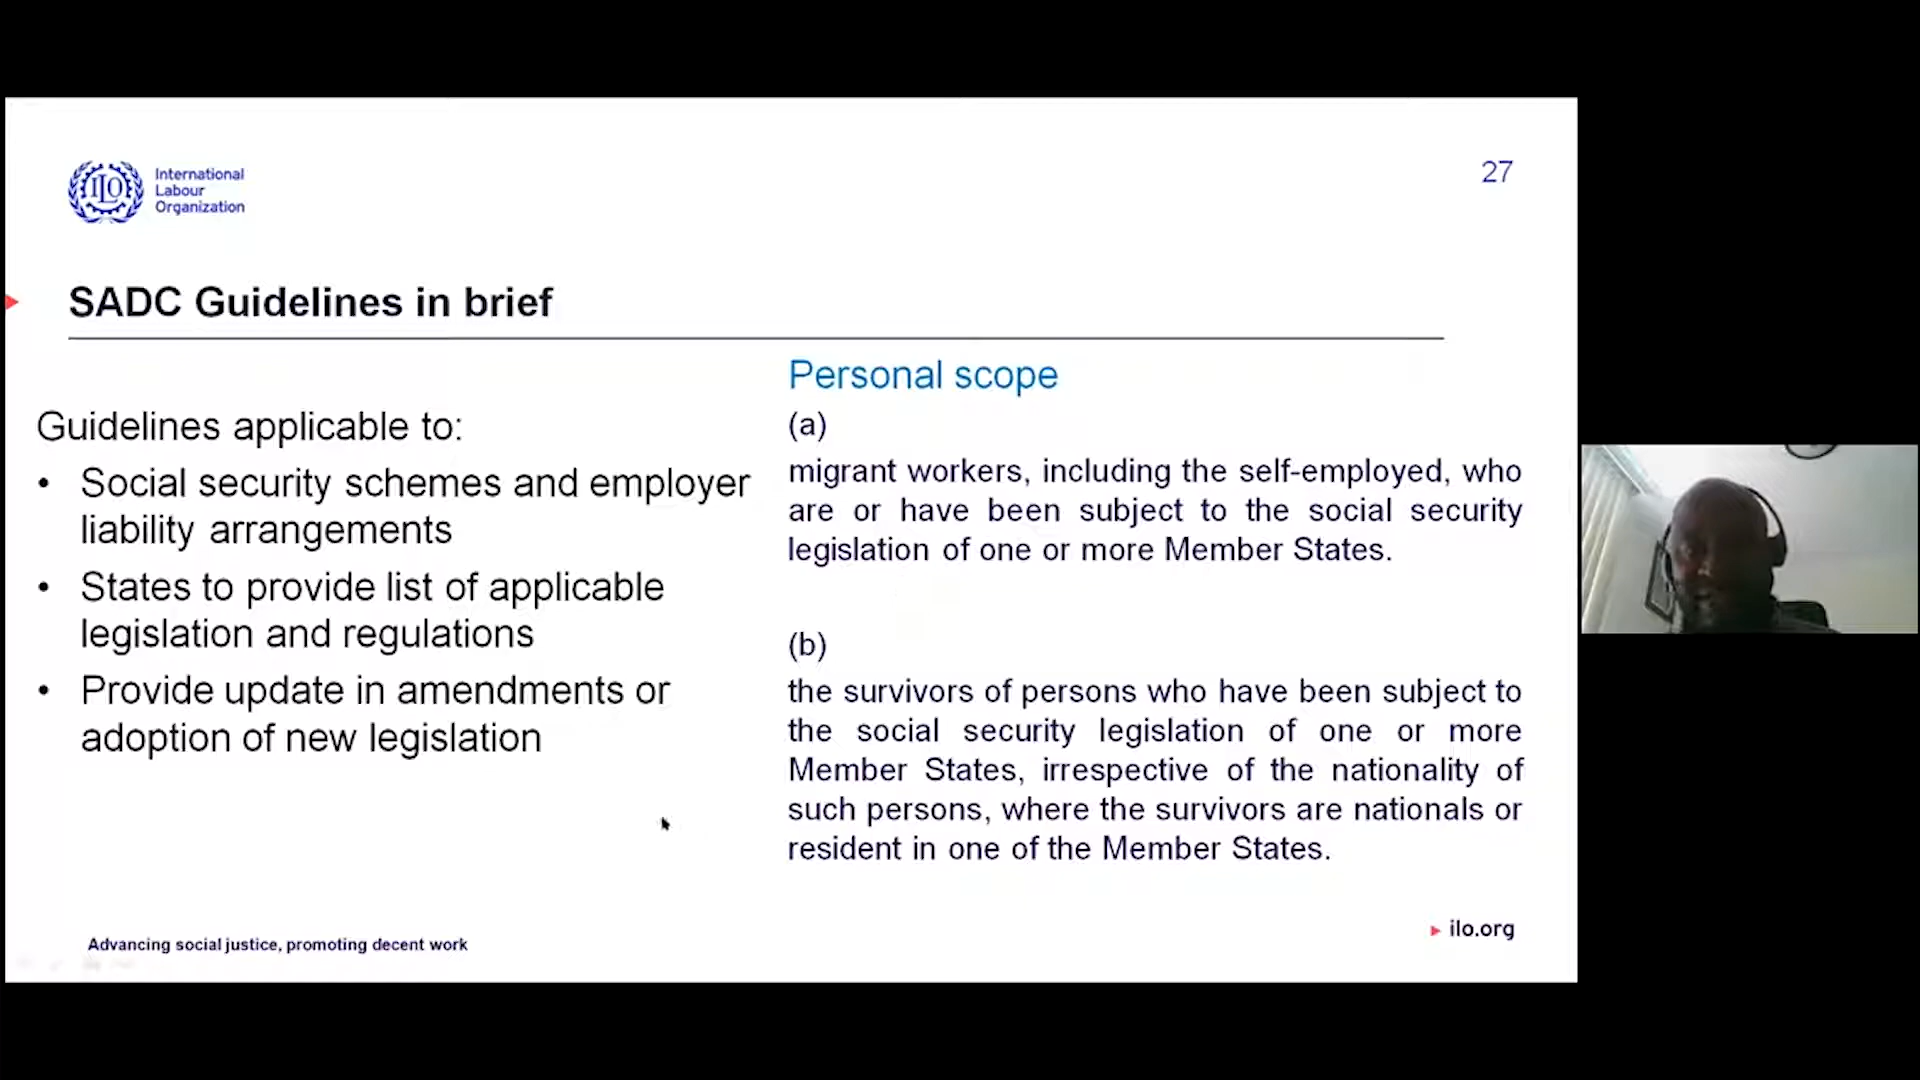 ILO
International
Labour
Organization
27
SADC Guidelines in brief
Guidelines applicable to:
• Social security schemes and employer
liability arrangements
• States to provide list of applicable
legislation and regulations
• Provide update in amendments or
adoption of new legislation
Personal scope
(a)
migrant workers, including the self-employed, who
are or have been subject to the social security
legislation of one or more Member States.
(b)
the survivors of persons who have been subject to
the social security legislation of one or more
Member States, irrespective of the nationality of
such persons, where the survivors are nationals or
resident in one of the Member States.
Advancing social justice, promoting decent work
ilo.org